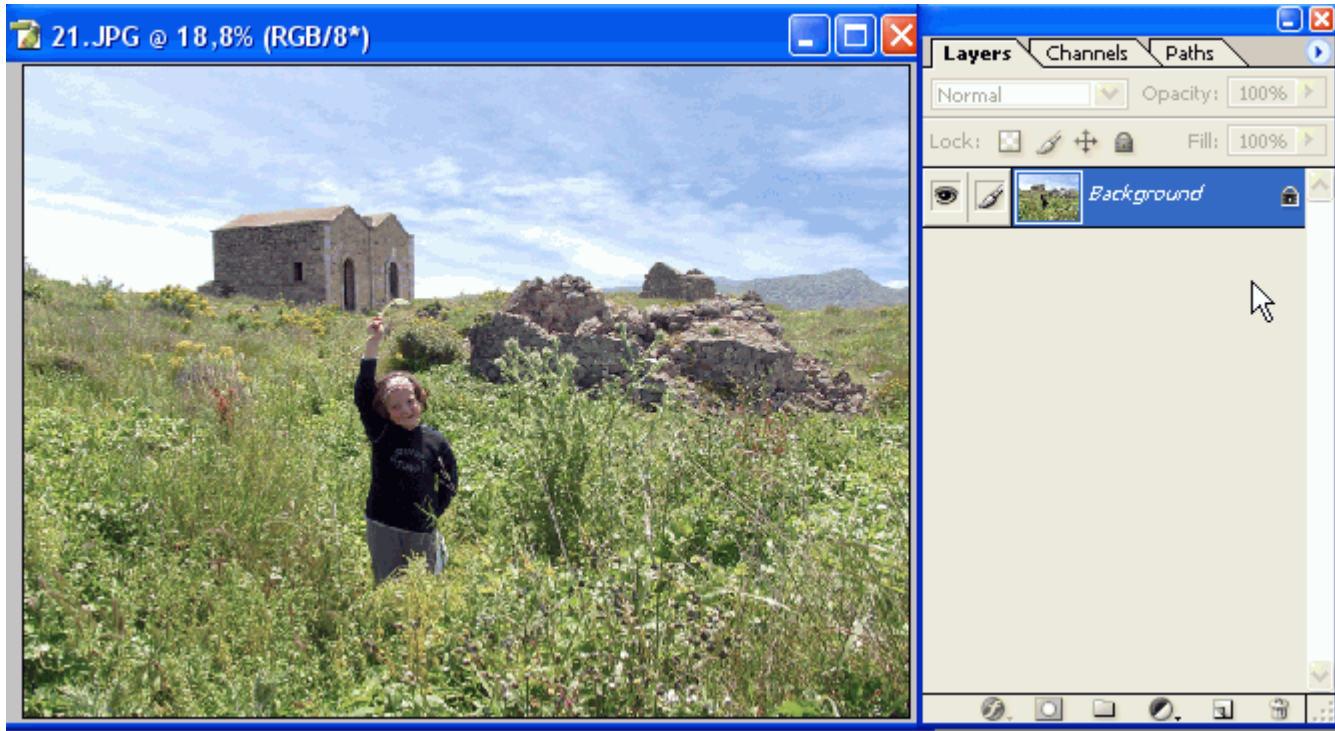 21.JPG @ 18,8% (RGB/8*)
Layers Channels Paths
Normal Opacity: 100%
Lock: Fill: 100%
Background